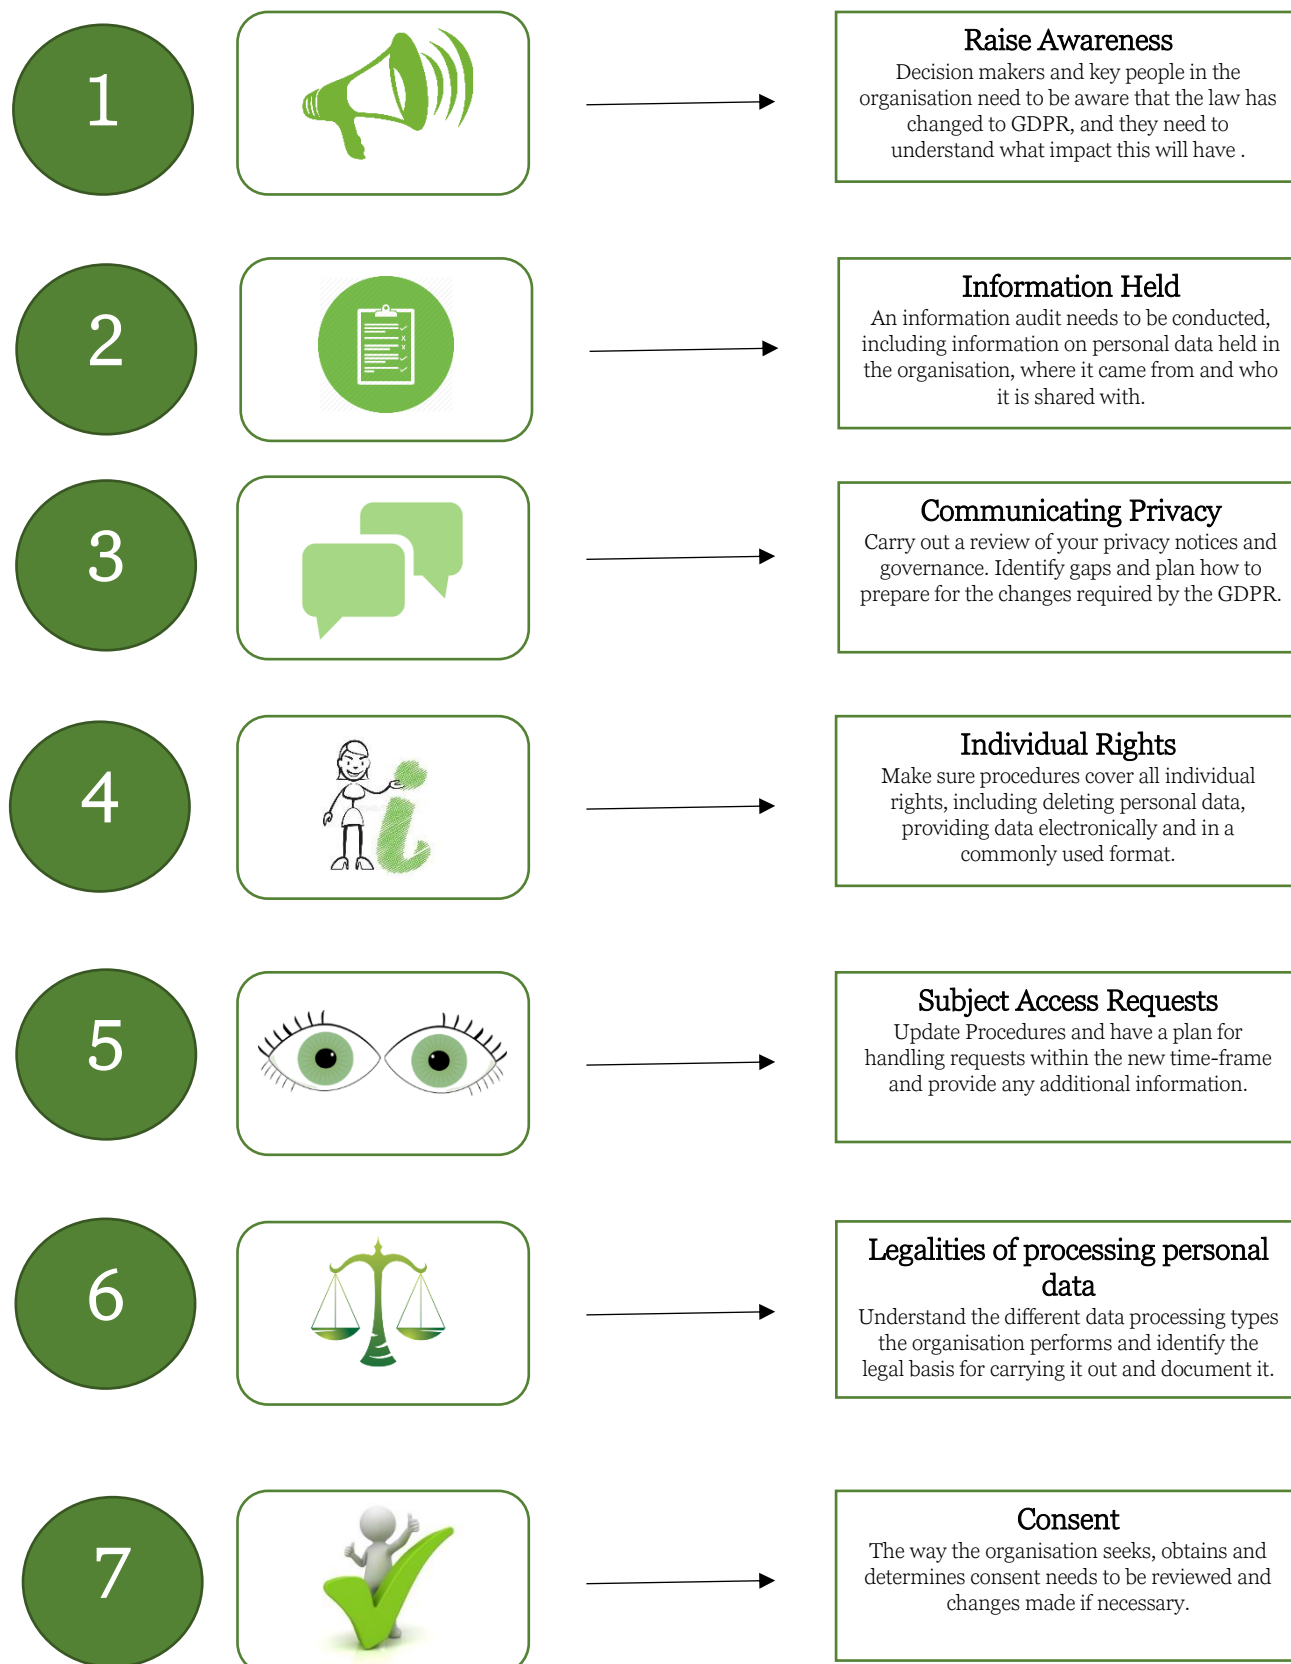 1
Raise Awareness
Decision makers and key people in the
organisation need to be aware that the law has
changed to GDPR, and they need to
understand what impact this will have .
2
Information Held
An information audit needs to be conducted,
including information on personal data held in
the organisation, where it came from and who
it is shared with.
3
Communicating Privacy
Carry out a review of your privacy notices and
governance. Identify gaps and plan how to
prepare for the changes required by the GDPR.
4
Individual Rights
Make sure procedures cover all individual
rights, including deleting personal data,
providing data electronically and in a
commonly used format.
i
5
Subject Access Requests
Update Procedures and have a plan for
handling requests within the new time-frame
and provide any additional information.
6
Legalities of processing personal
data
Understand the different data processing types
the organisation performs and identify the
legal basis for carrying it out and document it.
7
Consent
The way the organisation seeks, obtains and
determines consent needs to be reviewed and
changes made if necessary.